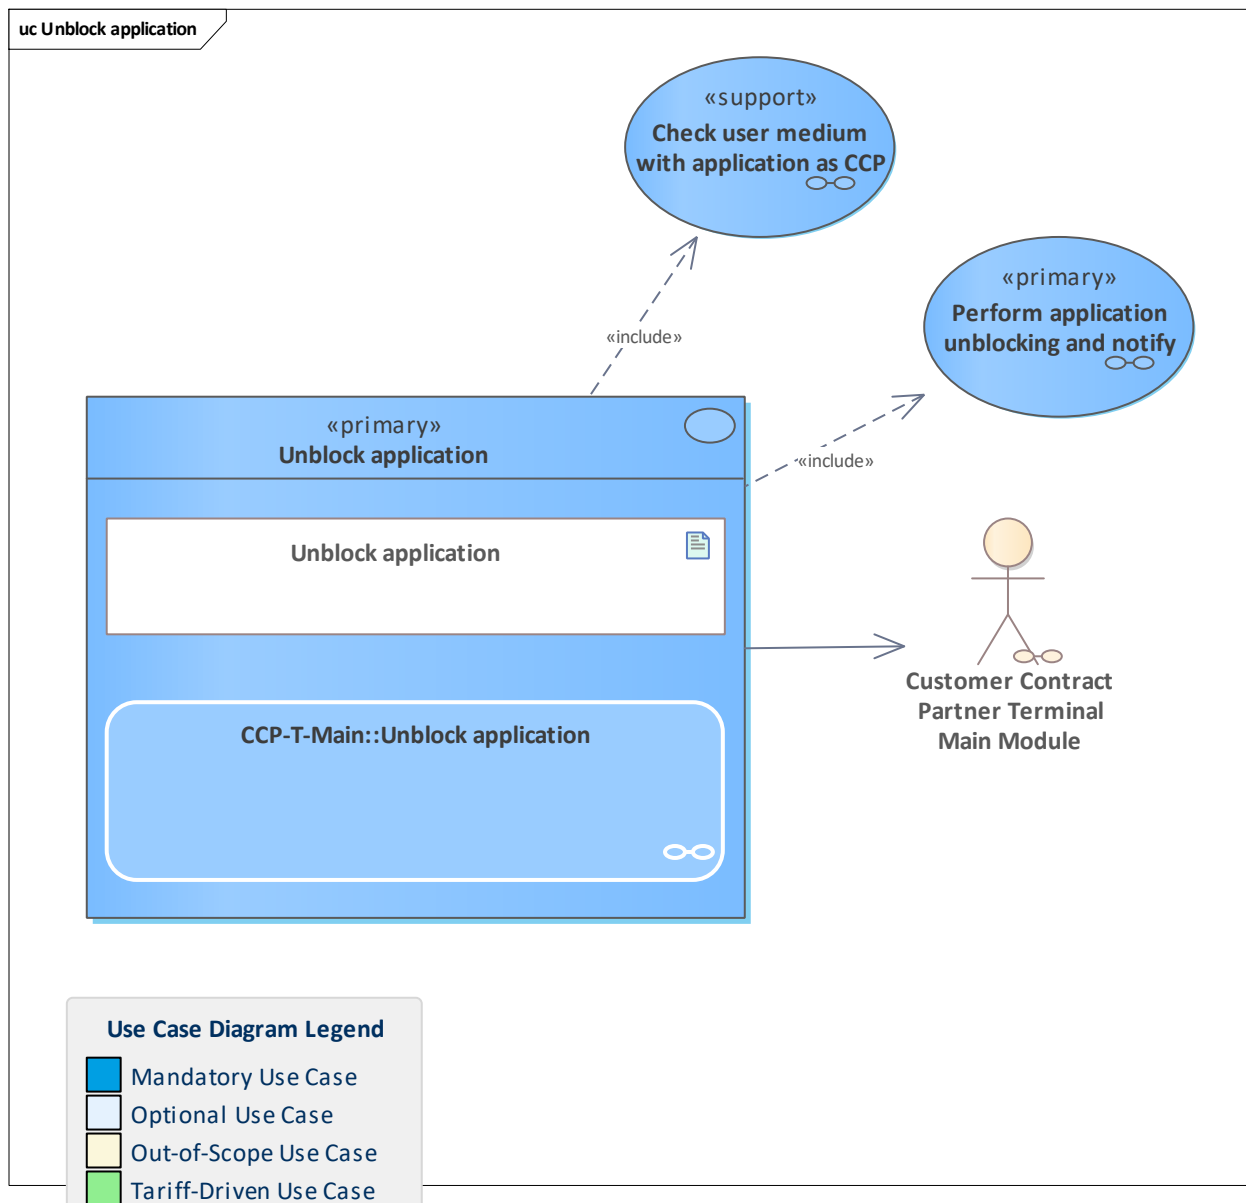 uc Unblock application
«support»
Check user medium
with application as CCP
«primary»
Perform application
unblocking and notify
«include»
«include»
«primary»
Unblock application
Unblock application
CCP-T-Main::Unblock application
Customer Contract
Partner Terminal
Main Module
Use Case Diagram Legend
Mandatory Use Case
Optional Use Case
Out-of-Scope Use Case
Tariff-Driven Use Case